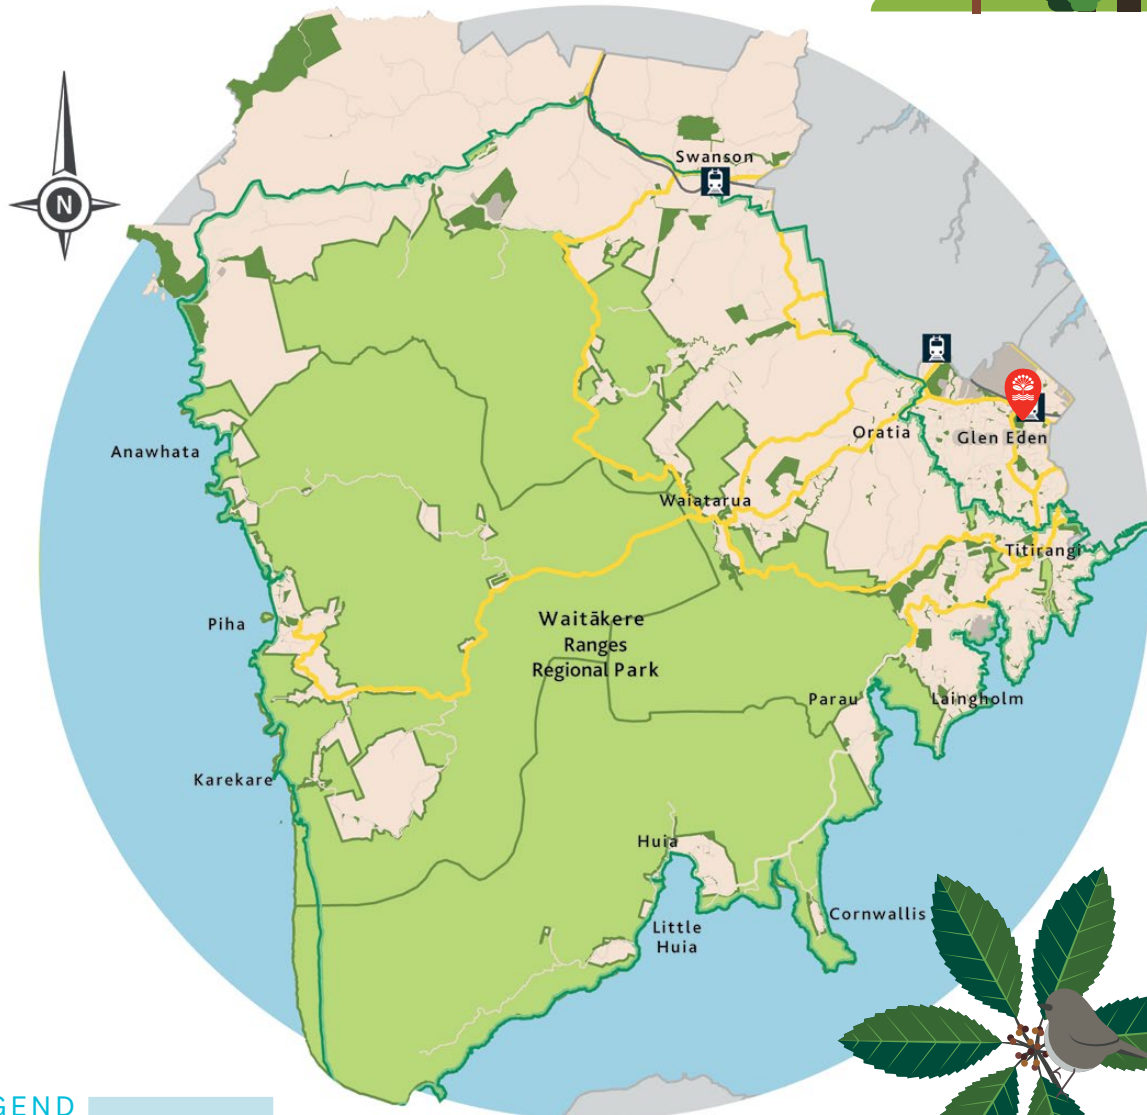 Swanson
N
Anawhata
Oratia
Glen Eden
Waiatarua
Titirangi
Piha
Waitākere
Ranges
Regional Park
Parau
Laingholm
Karekare
Huia
Cornwallis
Little
Huia
GEND